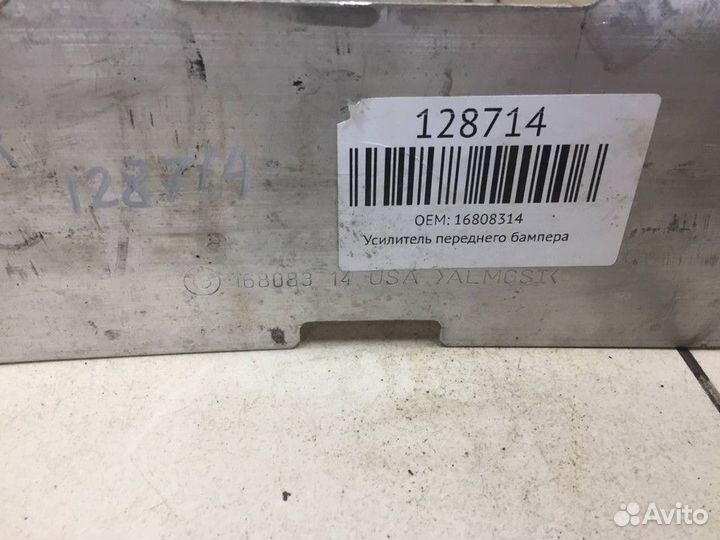 128714
OEM: 16808314
Усилитель переднего бампера
128714
168083 14 USA >ALMGSI<
Avito